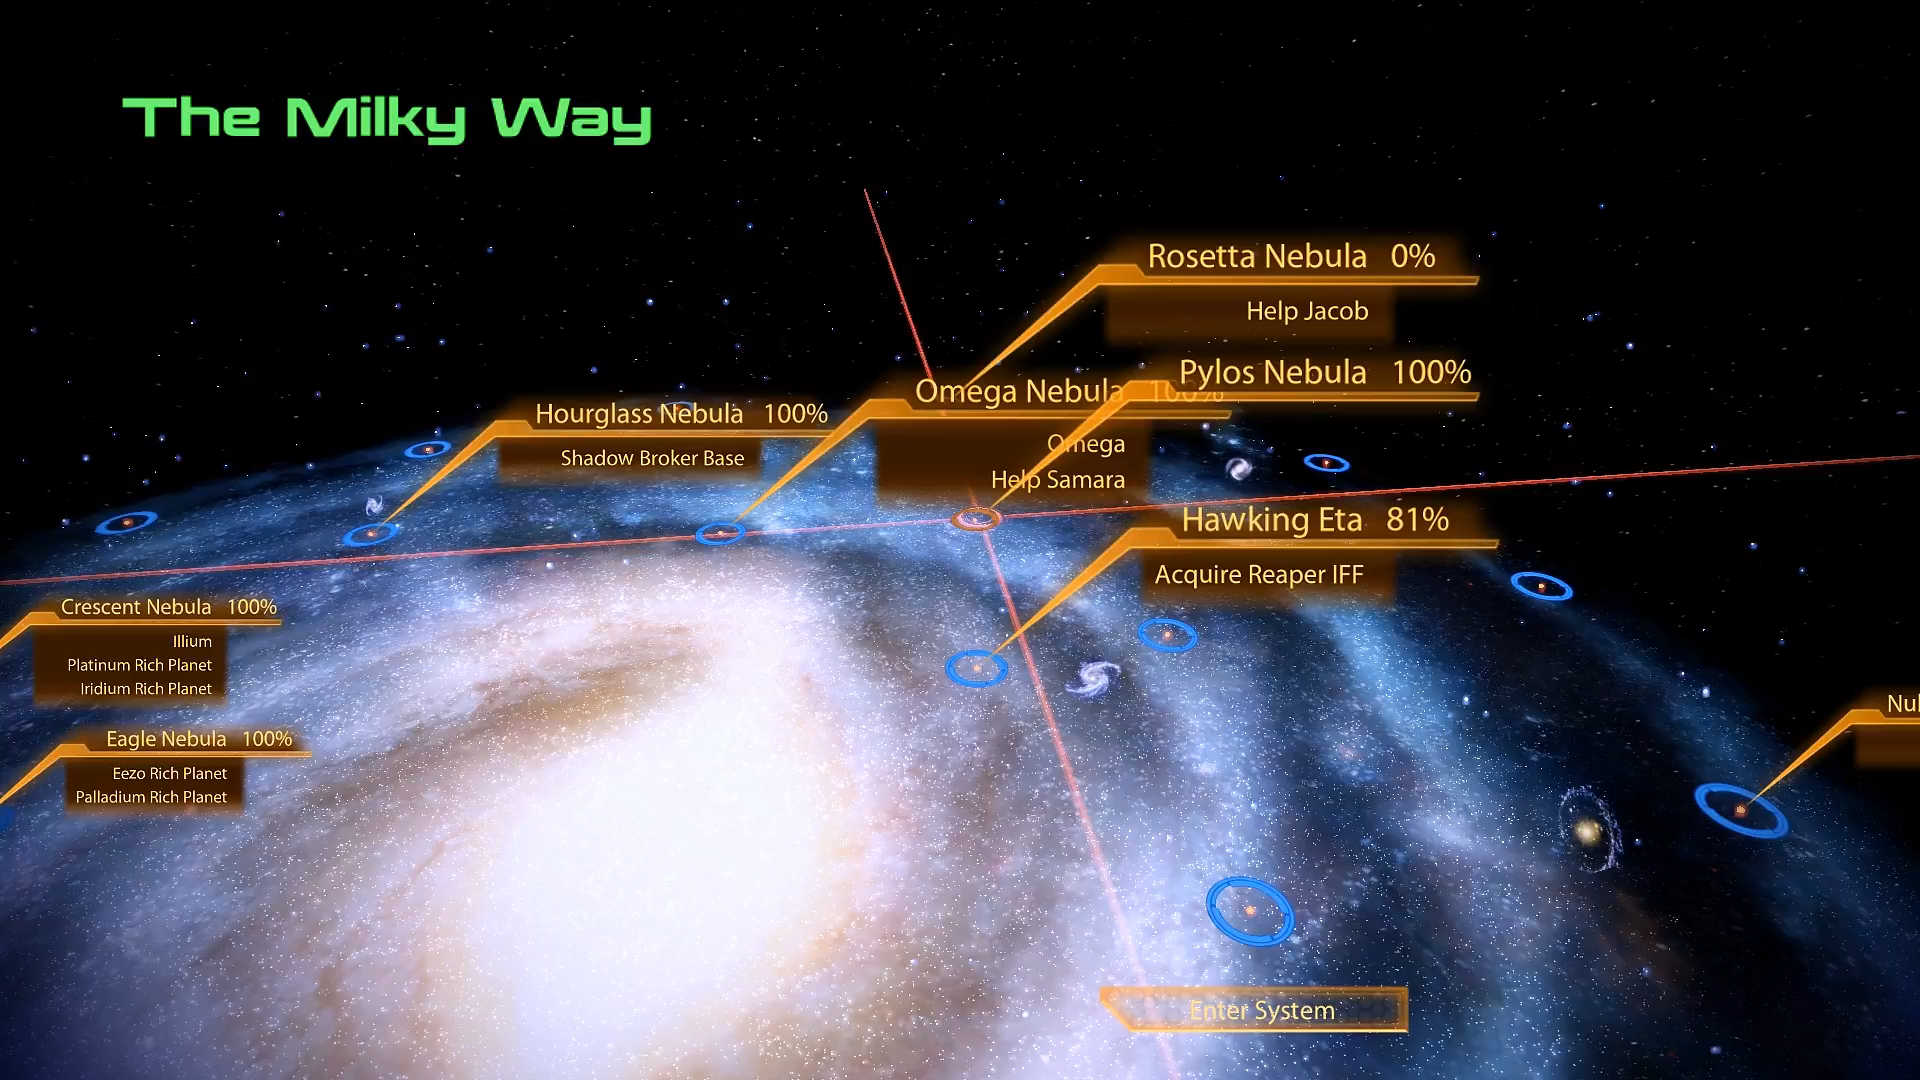 The Milky Way
Rosetta Nebula 0%
Help Jacob
Pylos Nebula 100%
Omega Nebula 100%
Omega
Help Samara
Hourglass Nebula 100%
Shadow Broker Base
Hawking Eta 81%
Acquire Reaper IFF
Crescent Nebula 100%
Illium
Platinum Rich Planet
Iridium Rich Planet
Eagle Nebula 100%
Eezo Rich Planet
Palladium Rich Planet
Enter System